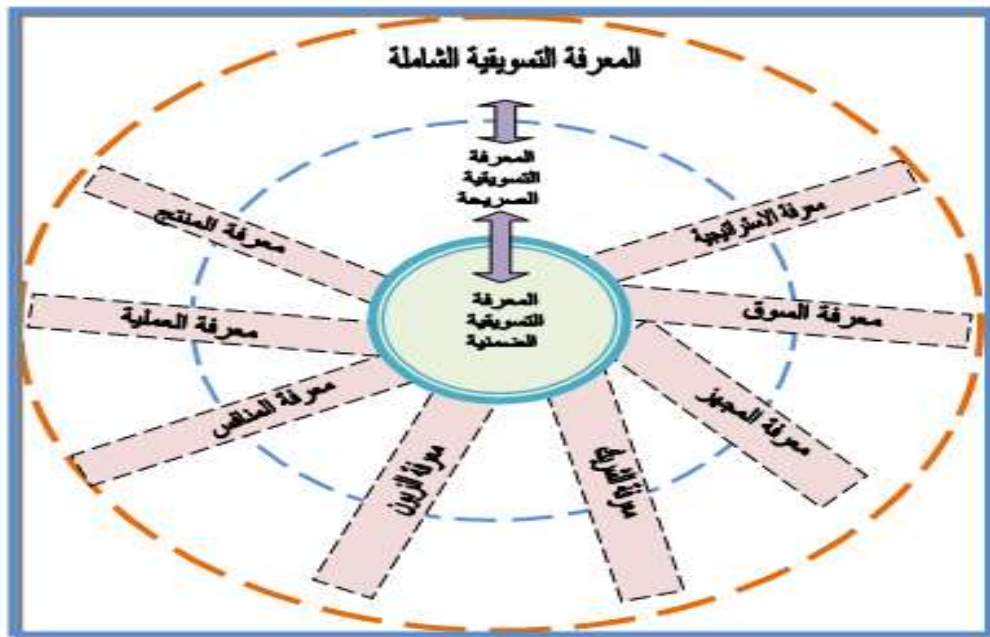 المعرفة التسويقية الشاملة
المعرفة
التسويقية
الصريحة
المعرفة
التسويقية
الضمنية
معرفة الاستراتيجية
معرفة السوق
معرفة المجهز
معرفة الشريك
معرفة الزبون
معرفة المنافس
معرفة العملية
معرفة المنتج